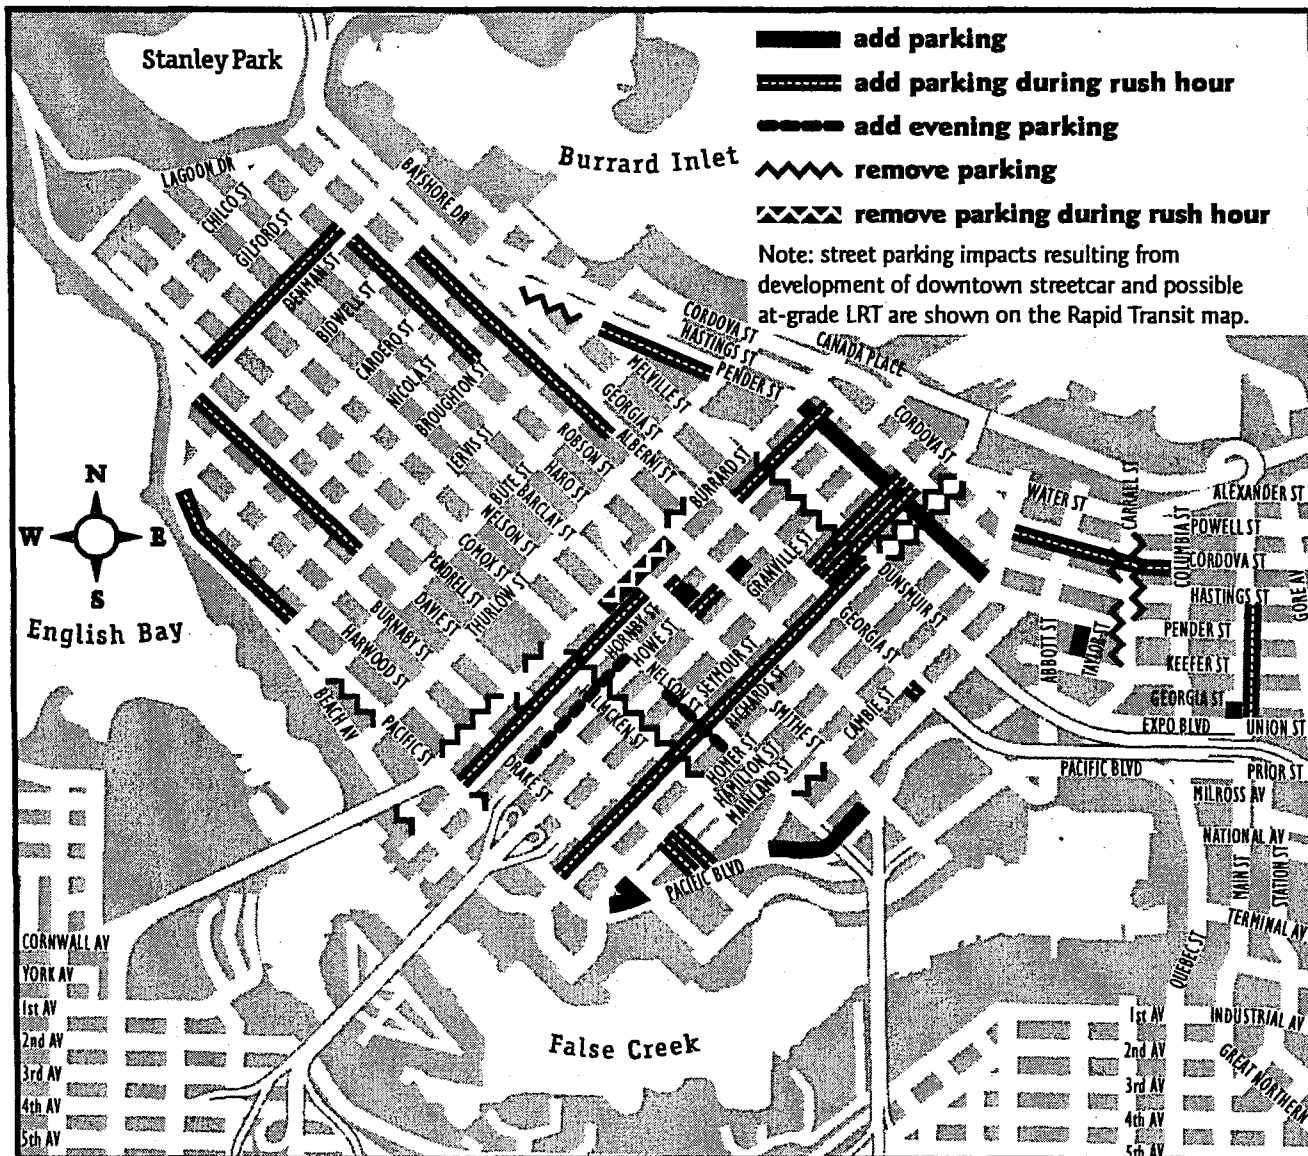 Stanley Park
Burrard Inlet
add parking
add parking during rush hour
add evening parking
remove parking
remove parking during rush hour
Note: street parking impacts resulting from
development of downtown streetcar and possible
at-grade LRT are shown on the Rapid Transit map.
LAGOON DR
CHILCO ST
GILFORD ST
DENMAN ST
BIDWELL ST
CARDERO ST
NICOLA ST
BROUGHTON ST
JERVIS ST
BUTE ST
BAYSHORE DR
CORDOVA ST
HASTINGS ST
PENDER ST
MELVILLE ST
GEORGIA ST
ALBERNI ST
ROBSON ST
HARO ST
BARCLAY ST
NELSON ST
COMOX ST
PENDRELL ST
DAVIE ST
BURNABY ST
HARWOOD ST
PACIFIC ST
BEACH AV
THURLOW ST
BURRARD ST
CANADA PLACE
CORDOVA ST
WATER ST
CARRALL ST
COLUMBIA ST
ALEXANDER ST
POWELL ST
CORDOVA ST
HASTINGS ST
GORE AV
PENDER ST
KEEFER ST
GEORGIA ST
UNION ST
EXPO BLVD
PACIFIC BLVD
PRIOR ST
MILROSS AV
NATIONAL AV
MAIN ST
STATION ST
TERMINAL AV
QUEBEC ST
INDUSTRIAL AV
GREAT NORTHERN
ABBOTT ST
TAYLOR ST
GRANVILLE ST
DUNSMUIR ST
GEORGIA ST
HORNBY ST
HOWE ST
NELSON ST
SEYMOUR ST
RICHARDS ST
SMITHE ST
CAMBIE ST
HOMER ST
HAMILTON ST
MAINLAND ST
DRAKE ST
PACIFIC BLVD
N
W
E
S
English Bay
False Creek
CORNWALL AV
YORK AV
1st AV
2nd AV
3rd AV
4th AV
5th AV
1st AV
2nd AV
3rd AV
4th AV
5th AV